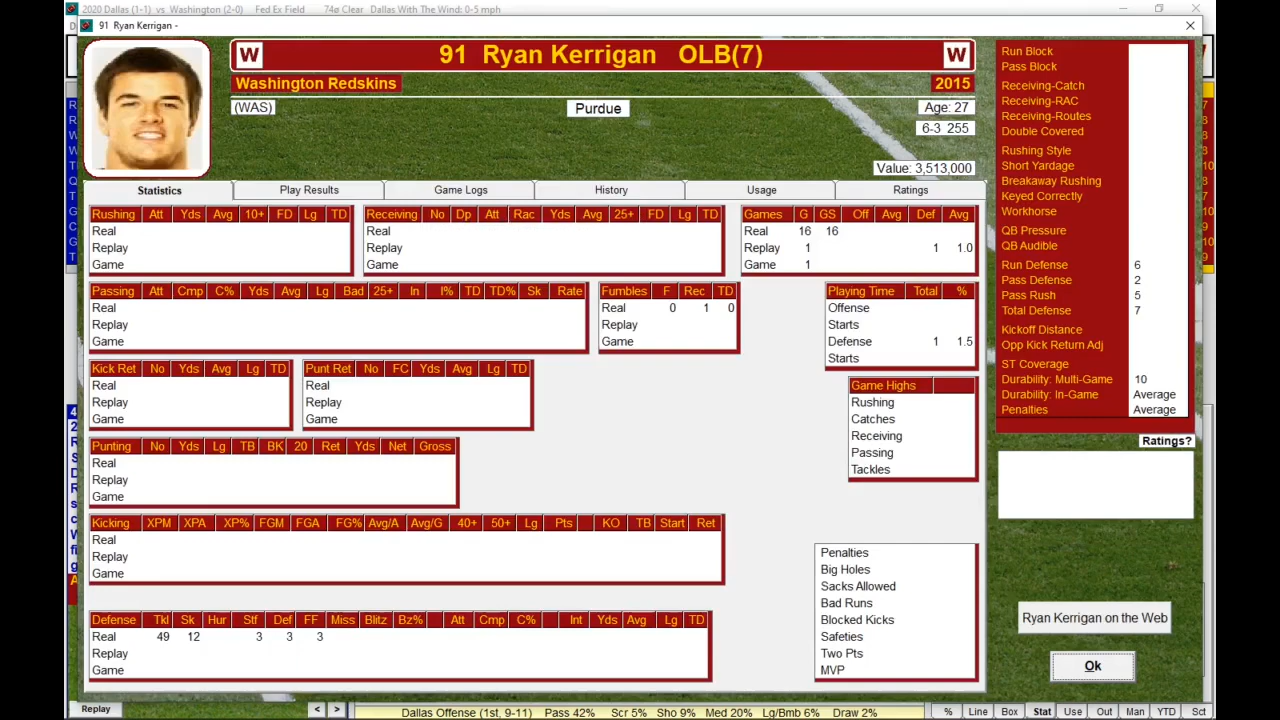 2020 Dallas (1-1) vs Washington (2-0) Fed Ex Field 74ø Clear Dallas With The Wind: 0-5 mph
91 Ryan Kerrigan -
W 91 Ryan Kerrigan OLB(7) W
Washington Redskins 2015
(WAS) Purdue Age: 27
6-3 255
Value: 3,513,000
Statistics Play Results Game Logs History Usage Ratings
Rushing Att Yds Avg 10+ FD Lg TD
Real
Replay
Game
Receiving No Dp Att Rac Yds Avg 25+ FD Lg TD
Real
Replay
Game
Games G GS Off Avg Def Avg
Real 16 16
Replay 1 1 1.0
Game 1
Passing Att Cmp C% Yds Avg Lg Bad 25+ In I% TD TD% Sk Rate
Real
Replay
Game
Fumbles F Rec TD
Real 0 1 0
Replay
Game
Playing Time Total %
Offense
Starts
Defense 1 1.5
Starts
Kick Ret No Yds Avg Lg TD
Real
Replay
Game
Punt Ret No FC Yds Avg Lg TD
Real
Replay
Game
Game Highs
Rushing
Catches
Receiving
Passing
Tackles
Punting No Yds Lg TB BK 20 Ret Yds Net Gross
Real
Replay
Game
Kicking XPM XPA XP% FGM FGA FG% Avg/A Avg/G 40+ 50+ Lg Pts KO TB Start Ret
Real
Replay
Game
Penalties
Big Holes
Sacks Allowed
Bad Runs
Blocked Kicks
Safeties
Two Pts
MVP
Defense Tkl Sk Hur Stf Def FF Miss Blitz Bz% Att Cmp C% Int Yds Avg Lg TD
Real 49 12 3 3 3
Replay
Game
Run Block
Pass Block
Receiving-Catch
Receiving-RAC
Receiving-Routes
Double Covered
Rushing Style
Short Yardage
Breakaway Rushing
Keyed Correctly
Workhorse
QB Pressure
QB Audible
Run Defense 6
Pass Defense 2
Pass Rush 5
Total Defense 7
Kickoff Distance
Opp Kick Return Adj
ST Coverage
Durability: Multi-Game 10
Durability: In-Game Average
Penalties Average
Ratings?
Ryan Kerrigan on the Web
Ok
Replay < > Dallas Offense (1st, 9-11) Pass 42% Scr 5% Sho 9% Med 20% Lg/Bmb 6% Draw 2% % Line Box Stat Use Out Man YTD Sct